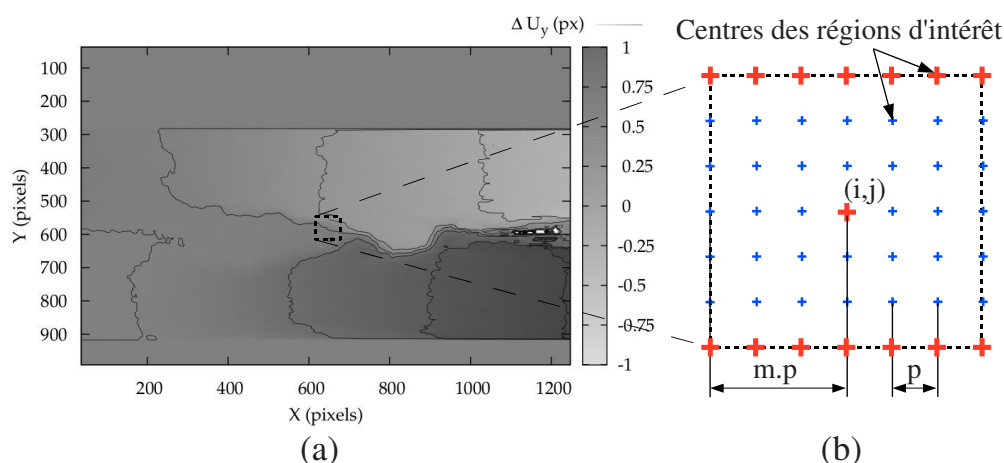 Δ U_y (px)
Centres des régions d'intérêt
1
0.75
0.5
0.25
0
-0.25
-0.5
-0.75
-1
Y (pixels)
100
200
300
400
500
600
700
800
900
200
400
600
800
1000
1200
X (pixels)
(i,j)
m.p
p
(a)
(b)